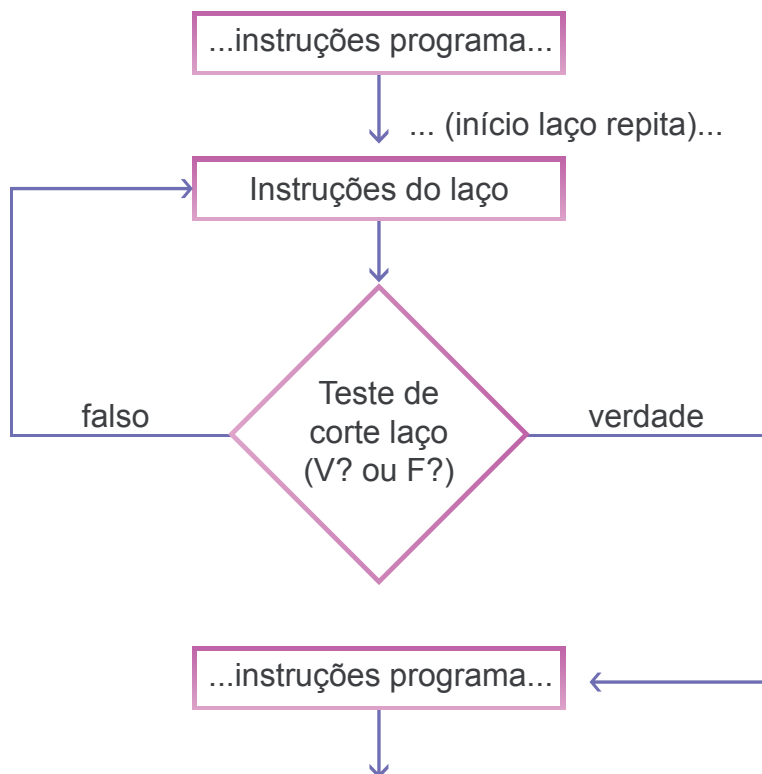 ...instruções programa...
... (início laço repita)...
Instruções do laço
Teste de
corte laço
(V? ou F?)
falso
verdade
...instruções programa...